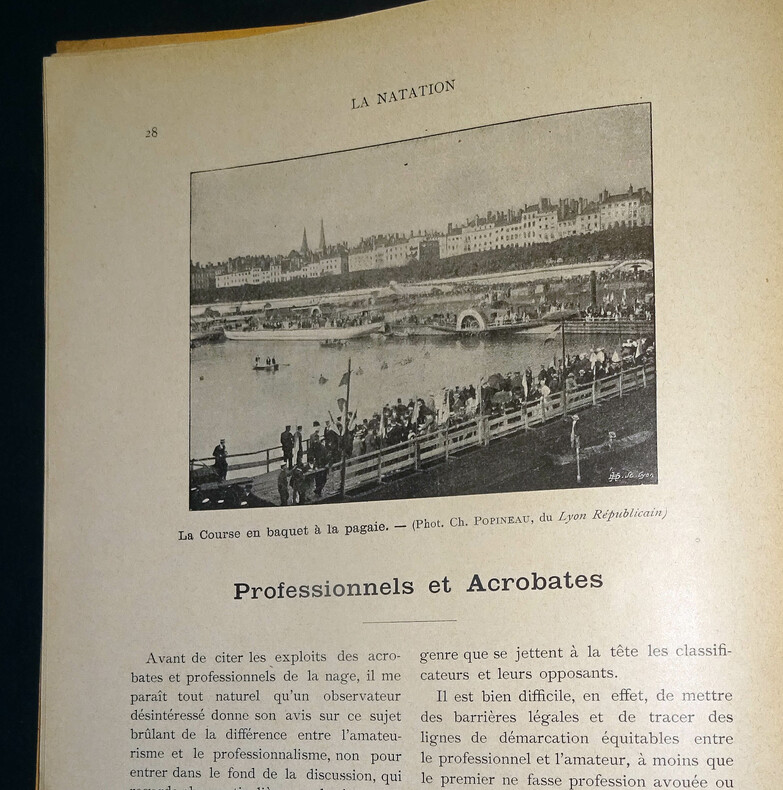 LA NATATION
28
La Course en baquet à la pagaie. — (Phot. Ch. POPINEAU, du Lyon Républicain)
Professionnels et Acrobates
Avant de citer les exploits des acro-
bates et professionnels de la nage, il me
paraît tout naturel qu'un observateur
désintéressé donne son avis sur ce sujet
brûlant de la différence entre l'amateu-
risme et le professionnalisme, non pour
entrer dans le fond de la discussion, qui
genre que se jettent à la tête les classifi-
cateurs et leurs opposants.
Il est bien difficile, en effet, de mettre
des barrières légales et de tracer des
lignes de démarcation équitables entre
le professionnel et l'amateur, à moins que
le premier ne fasse profession avouée ou